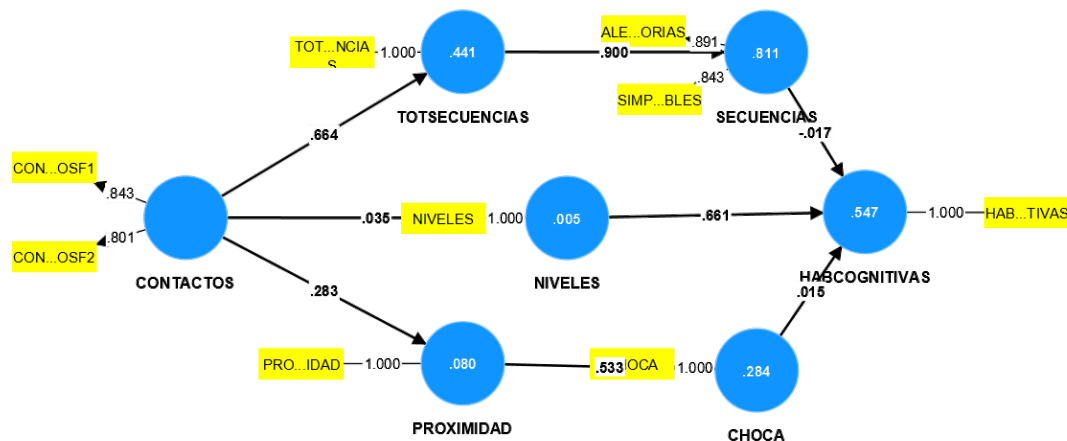 TOT...NCIA
S
1.000
.441
TOTSECUENCIAS
.900
ALE...ORIAS
.891
.843
SIMP...BLES
.811
SECUENCIAS
-.017
.664
CON...OSF1
.843
.801
CON...OSF2
CONTACTOS
.035
NIVELES
1.000
.005
NIVELES
.661
.547
HABCOGNITIVAS
1.000
HAB...TIVAS
.015
.283
PRO...IDAD
1.000
.080
PROXIMIDAD
.533
OCA
1.000
.284
CHOCA